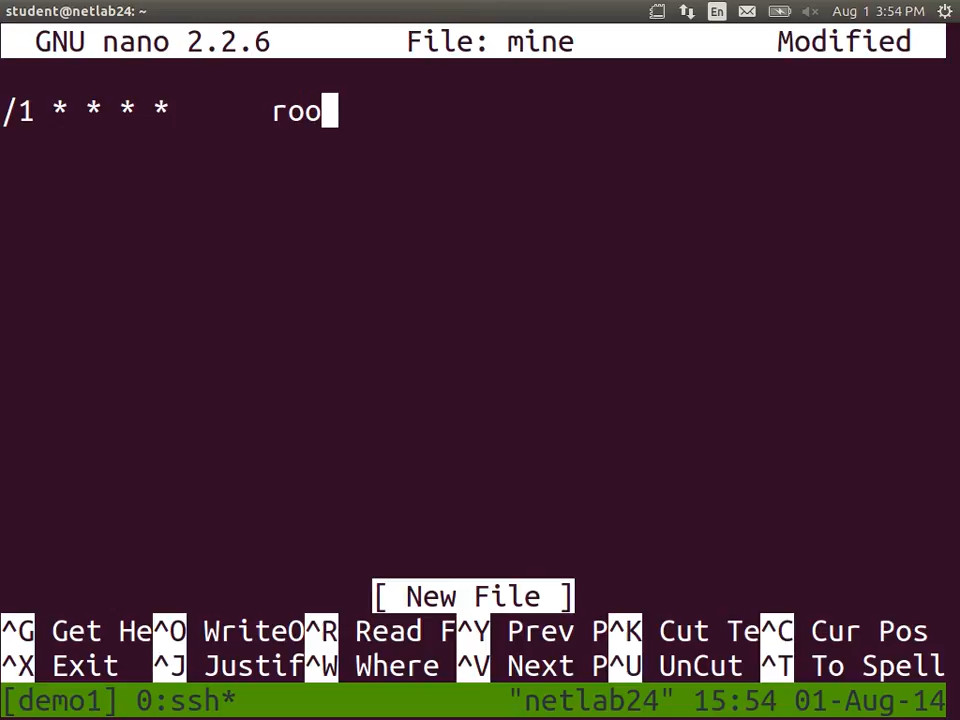 student@netlab24: ~ En Aug 1 3:54 PM
GNU nano 2.2.6 File: mine Modified
/1 * * * * roo
[ New File ]
^G Get He^O WriteO^R Read F^Y Prev P^K Cut Te^C Cur Pos
^X Exit ^J Justif^W Where ^V Next P^U UnCut ^T To Spell
[demo1] 0:ssh* "netlab24" 15:54 01-Aug-14